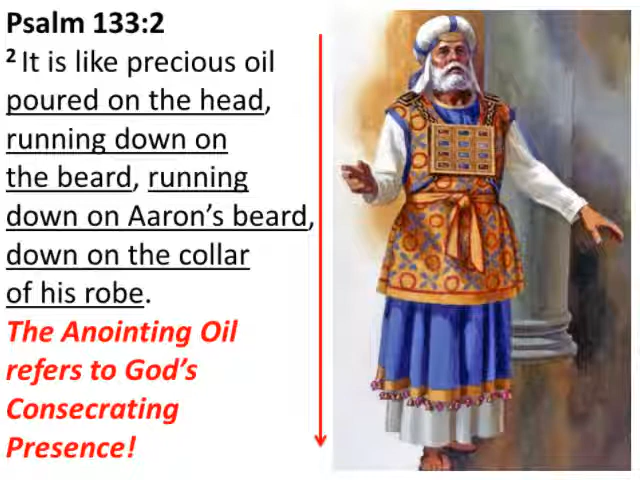 Psalm 133:2
2 It is like precious oil
poured on the head,
running down on
the beard, running
down on Aaron’s beard,
down on the collar
of his robe.
The Anointing Oil
refers to God’s
Consecrating
Presence!